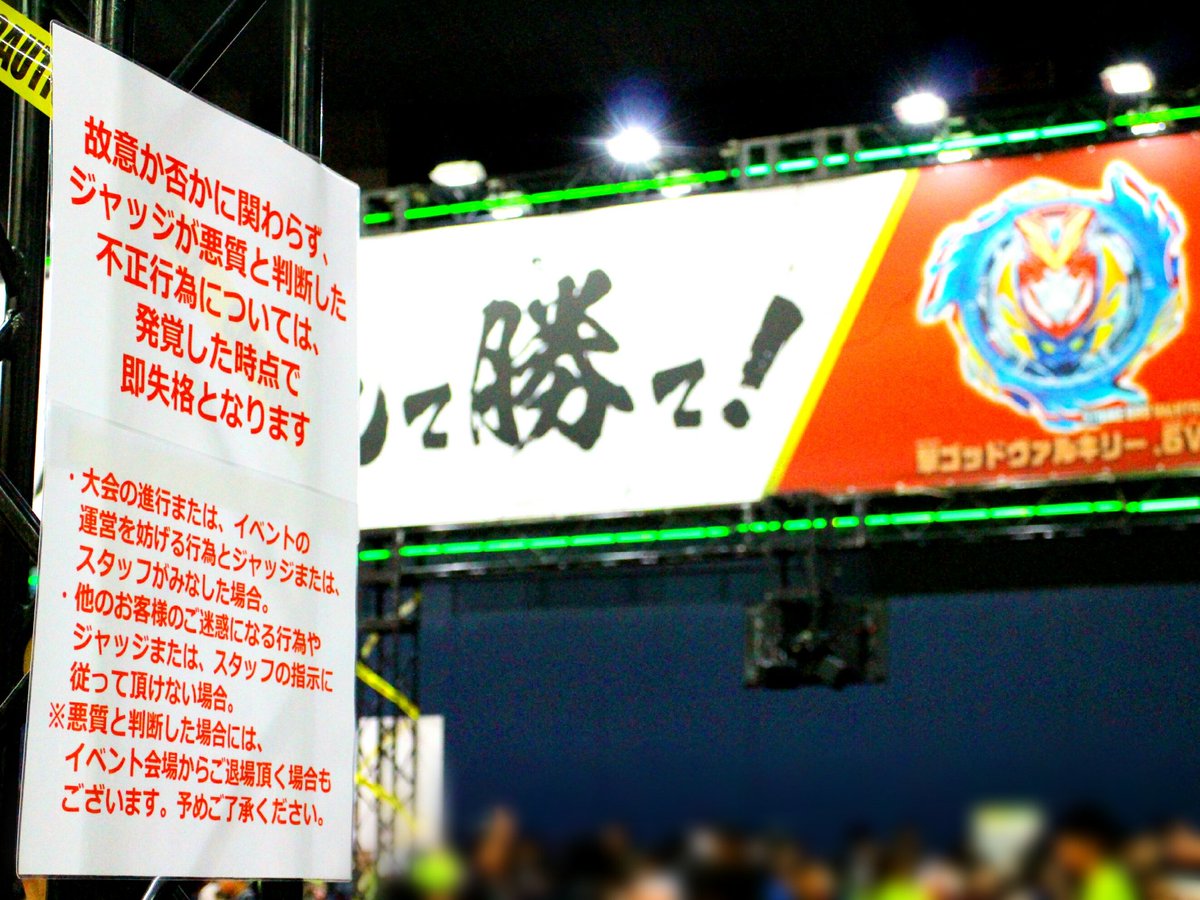 故意か否かに関わらず、
ジャッジが悪質と判断した
不正行為については、
発覚した時点で
即失格となります
・大会の進行または、イベントの
運営を妨げる行為とジャッジまたは、
スタッフがみなした場合。
・他のお客様のご迷惑になる行為や
ジャッジまたは、スタッフの指示に
従って頂けない場合。
※悪質と判断した場合には、
イベント会場からご退場頂く場合も
ございます。予めご了承ください。
して勝て!
ゴッドヴァルキリー .6V